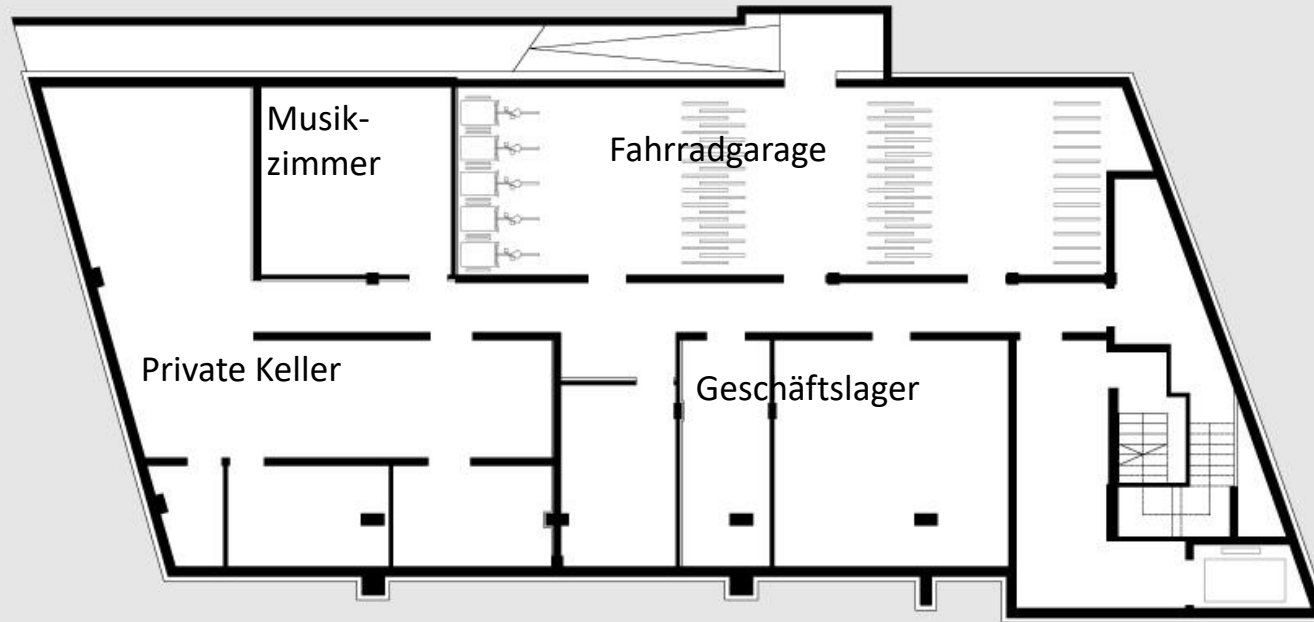 Musik-
zimmer
Fahrradgarage
Private Keller
Geschäftslager